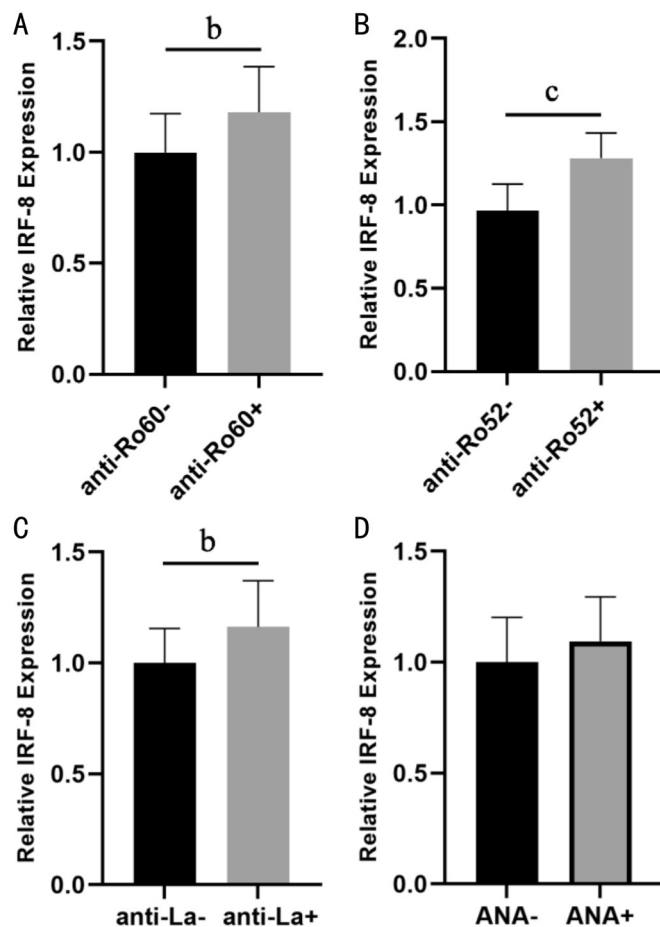 A
b
Relative IRF-8 Expression
1.5
1.0
0.5
0.0
anti-Ro60-
anti-Ro60+
B
c
Relative IRF-8 Expression
2.0
1.5
1.0
0.5
0.0
anti-Ro52-
anti-Ro52+
C
b
Relative IRF-8 Expression
1.5
1.0
0.5
0.0
anti-La- anti-La+
D
Relative IRF-8 Expression
1.5
1.0
0.5
0.0
ANA- ANA+